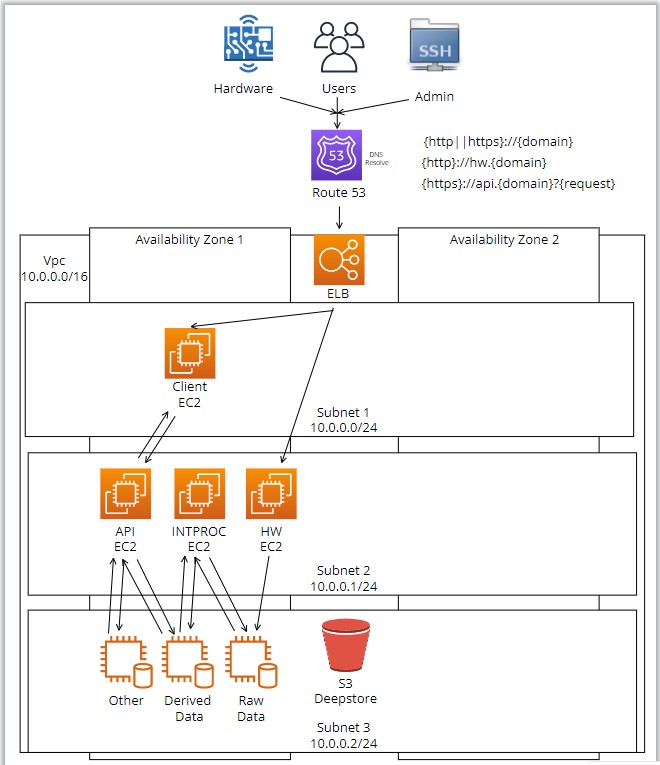 SSH
Hardware
Users
Admin
53
DNS
Resolve
Route 53
{http||https}://{domain}
{http}://hw.{domain}
{https}://api.{domain}?{request}
Vpc
10.0.0.0/16
Availability Zone 1
Availability Zone 2
ELB
Client
EC2
Subnet 1
10.0.0.0/24
API
EC2
INTPROC
EC2
HW
EC2
Subnet 2
10.0.0.1/24
Other
Derived
Data
Raw
Data
S3
Deepstore
Subnet 3
10.0.0.2/24